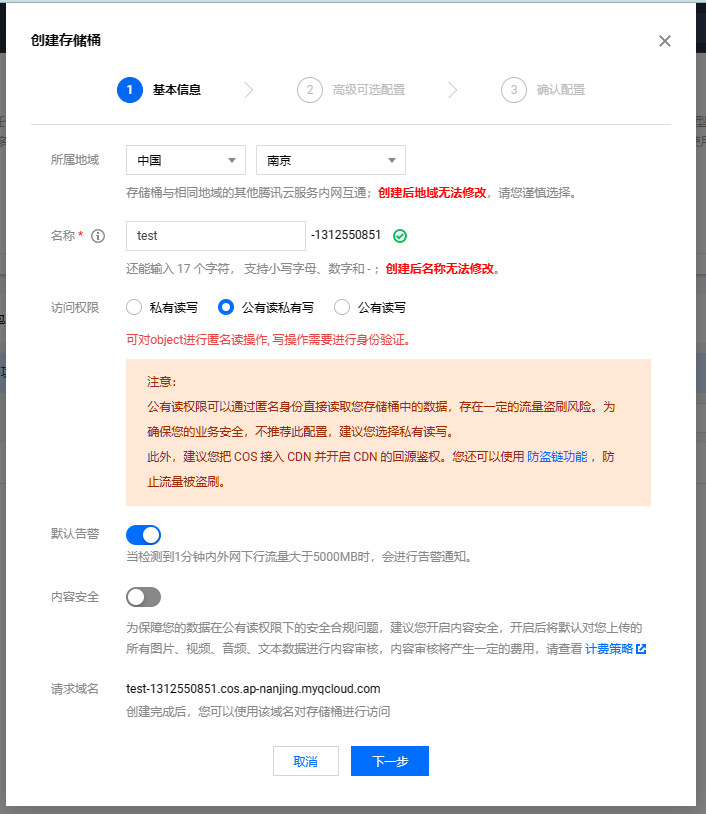 创建存储桶
1 基本信息 2 高级可选配置 3 确认配置
所属地域 中国 南京
存储桶与相同地域的其他腾讯云服务内网互通；创建后地域无法修改，请您谨慎选择。
名称 * test -1312550851
还能输入 17 个字符， 支持小写字母、数字和 - ；创建后名称无法修改。
访问权限 私有读写 公有读私有写 公有读写
可对object进行匿名读操作, 写操作需要进行身份验证。
注意：
公有读权限可以通过匿名身份直接读取您存储桶中的数据，存在一定的流量盗刷风险。为
确保您的业务安全，不推荐此配置，建议您选择私有读写。
此外，建议您把 COS 接入 CDN 并开启 CDN 的回源鉴权。您还可以使用 防盗链功能 ，防
止流量被盗刷。
默认告警
当检测到1分钟内外网下行流量大于5000MB时，会进行告警通知。
内容安全
为保障您的数据在公有读权限下的安全合规问题，建议您开启内容安全，开启后将默认对您上传的
所有图片、视频、音频、文本数据进行内容审核，内容审核将产生一定的费用，请查看 计费策略
请求域名 test-1312550851.cos.ap-nanjing.myqcloud.com
创建完成后，您可以使用该域名对存储桶进行访问
取消 下一步